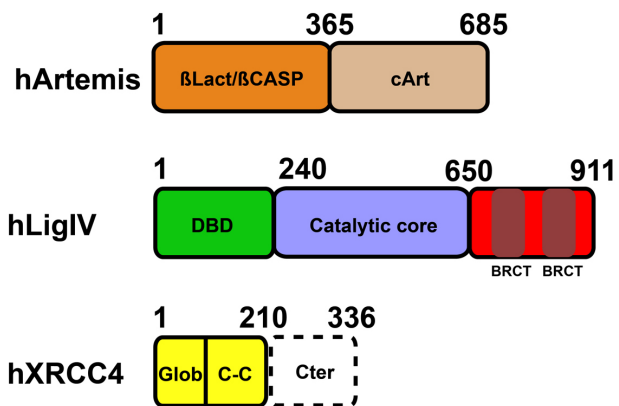 1 365 685
hArtemis ßLact/ßCASP cArt
1 240 650 911
hLigIV DBD Catalytic core
BRCT BRCT
1 210 336
hXRCC4 Glob C-C Cter